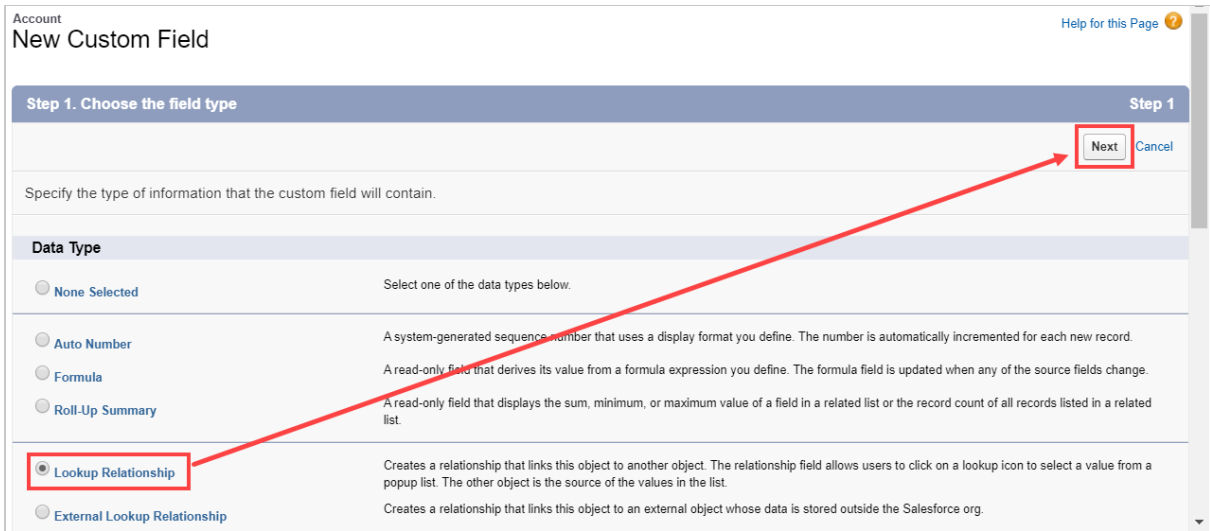 Account
Help for this Page
New Custom Field
Step 1. Choose the field type
Step 1
Next
Cancel
Specify the type of information that the custom field will contain.
Data Type
None Selected
Select one of the data types below.
Auto Number
A system-generated sequence number that uses a display format you define. The number is automatically incremented for each new record.
Formula
A read-only field that derives its value from a formula expression you define. The formula field is updated when any of the source fields change.
Roll-Up Summary
A read-only field that displays the sum, minimum, or maximum value of a field in a related list or the record count of all records listed in a related
list.
Lookup Relationship
Creates a relationship that links this object to another object. The relationship field allows users to click on a lookup icon to select a value from a
popup list. The other object is the source of the values in the list.
External Lookup Relationship
Creates a relationship that links this object to an external object whose data is stored outside the Salesforce org.